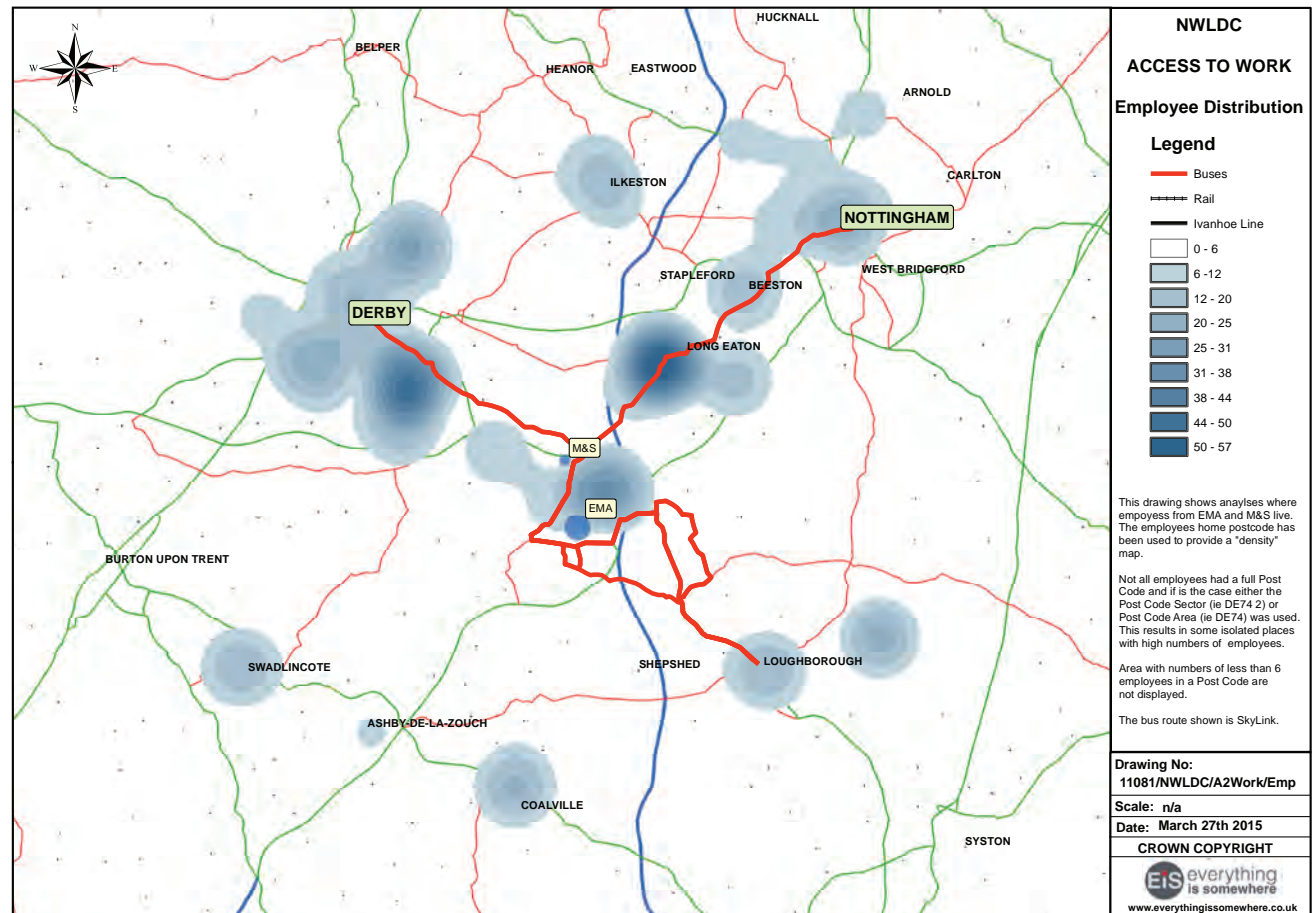 N
W E
S
HUCKNALL
BELPER
HEANOR
EASTWOOD
ARNOLD
ILKESTON
CARLTON
NOTTINGHAM
STAPLEFORD
WEST BRIDGFORD
BEESTON
DERBY
LONG EATON
M&S
EMA
BURTON UPON TRENT
SWADLINCOTE
SHEPSHED
LOUGHBOROUGH
ASHBY-DE-LA-ZOUCH
COALVILLE
SYSTON
NWLDC
ACCESS TO WORK
Employee Distribution
Legend
Buses
Rail
Ivanhoe Line
0 - 6
6 -12
12 - 20
20 - 25
25 - 31
31 - 38
38 - 44
44 - 50
50 - 57
This drawing shows anaylses where
empoyess from EMA and M&S live.
The employees home postcode has
been used to provide a "density"
map.
Not all employees had a full Post
Code and if is the case either the
Post Code Sector (ie DE74 2) or
Post Code Area (ie DE74) was used.
This results in some isolated places
with high numbers of employees.
Area with numbers of less than 6
employees in a Post Code are
not displayed.
The bus route shown is SkyLink.
Drawing No:
11081/NWLDC/A2Work/Emp
Scale: n/a
Date: March 27th 2015
CROWN COPYRIGHT
EiS everything
is somewhere
www.everythingissomewhere.co.uk